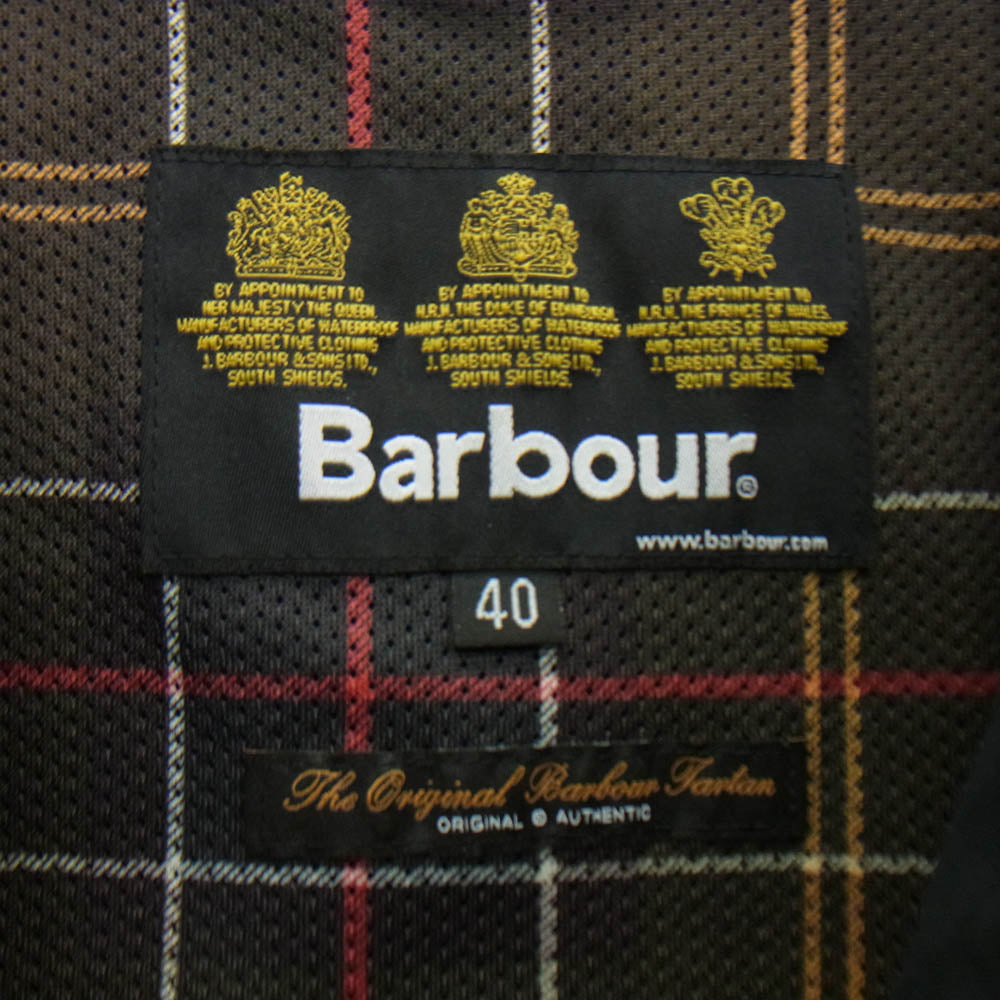 BY APPOINTMENT TO
HER MAJESTY THE QUEEN
MANUFACTURERS OF WATERPROOF
AND PROTECTIVE CLOTHING
J. BARBOUR & SONS LTD.,
SOUTH SHIELDS.
BY APPOINTMENT TO
H.R.H. THE DUKE OF EDINBURGH
MANUFACTURERS OF WATERPROOF
AND PROTECTIVE CLOTHING
J. BARBOUR & SONS LTD.,
SOUTH SHIELDS.
BY APPOINTMENT TO
H.R.H. THE PRINCE OF WALES
MANUFACTURERS OF WATERPROOF
AND PROTECTIVE CLOTHING
J. BARBOUR & SONS LTD.,
SOUTH SHIELDS.
Barbour®
www.barbour.com
40
The Original Barbour Tartan
ORIGINAL © AUTHENTIC